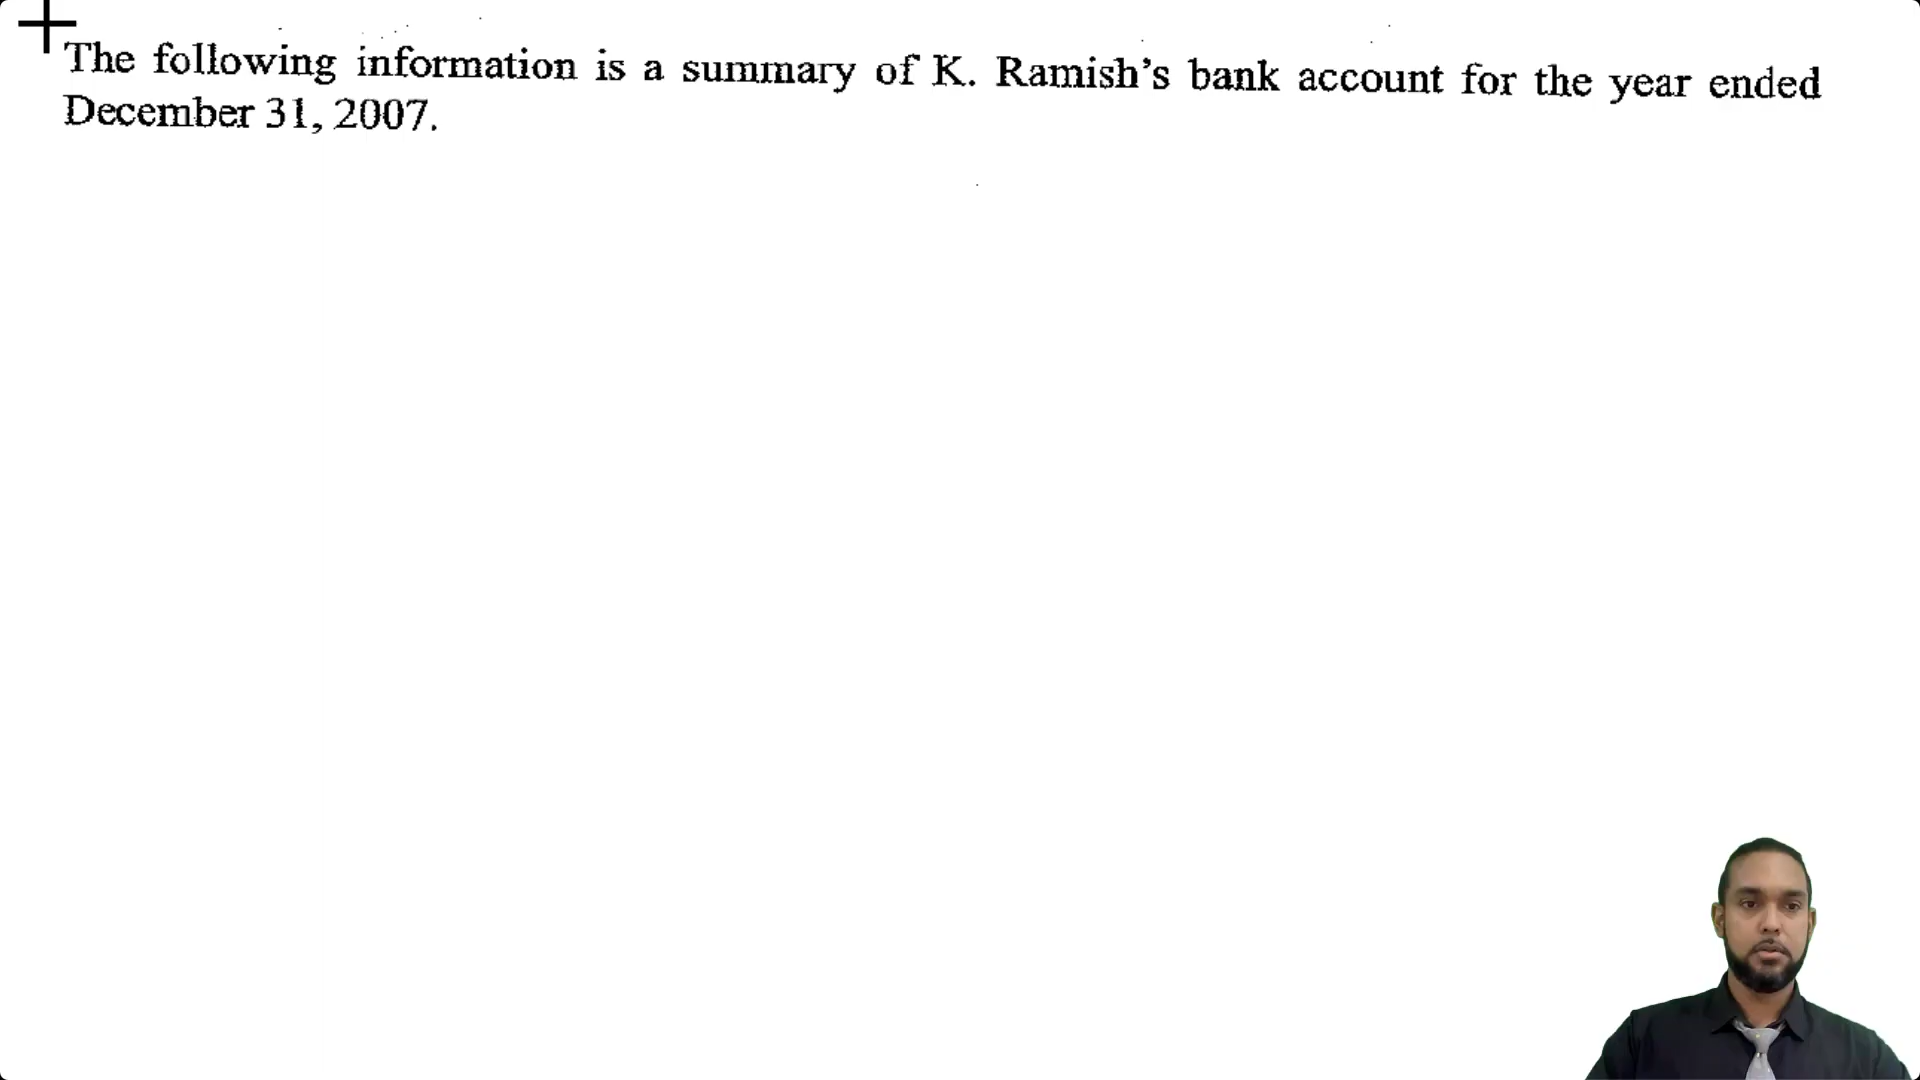 The following information is a summary of K. Ramish's bank account for the year ended
December 31, 2007.